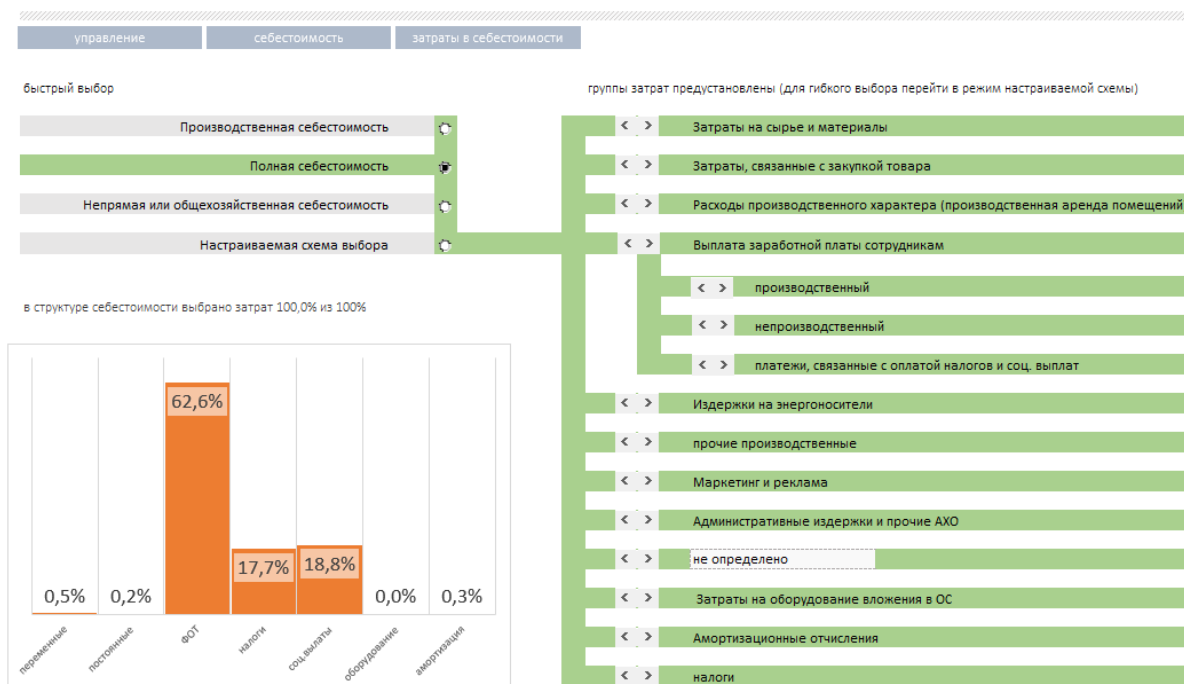 управление
себестоимость
затраты в себестоимости
быстрый выбор
группы затрат предустановлены (для гибкого выбора перейти в режим настраиваемой схемы)
Производственная себестоимость
Полная себестоимость
Непрямая или общехозяйственная себестоимость
Настраиваемая схема выбора
в структуре себестоимости выбрано затрат 100,0% из 100%
62,6%
17,7%
18,8%
0,5%
0,2%
0,0%
0,3%
переменные
постоянные
ФОТ
налоги
соц.вылаты
оборудование
амортизация
Затраты на сырье и материалы
Затраты, связанные с закупкой товара
Расходы производственного характера (производственная аренда помещений
Выплата заработной платы сотрудникам
производственный
непроизводственный
платежи, связанные с оплатой налогов и соц. выплат
Издержки на энергоносители
прочие производственные
Маркетинг и реклама
Административные издержки и прочие АХО
не определено
Затраты на оборудование вложения в ОС
Амортизационные отчисления
налоги